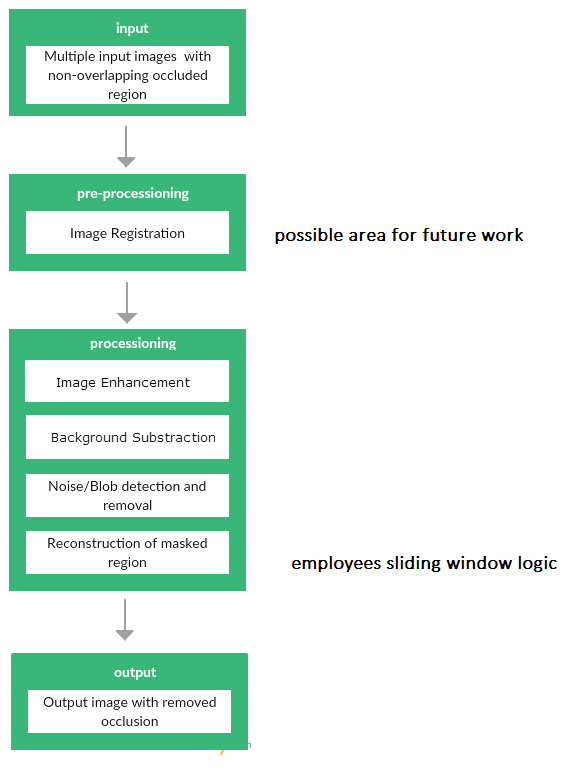 input
Multiple input images with
non-overlapping occluded
region
pre-processioning
Image Registration
possible area for future work
processioning
Image Enhancement
Background Substraction
Noise/Blob detection and
removal
Reconstruction of masked
region
employees sliding window logic
output
Output image with removed
occlusion